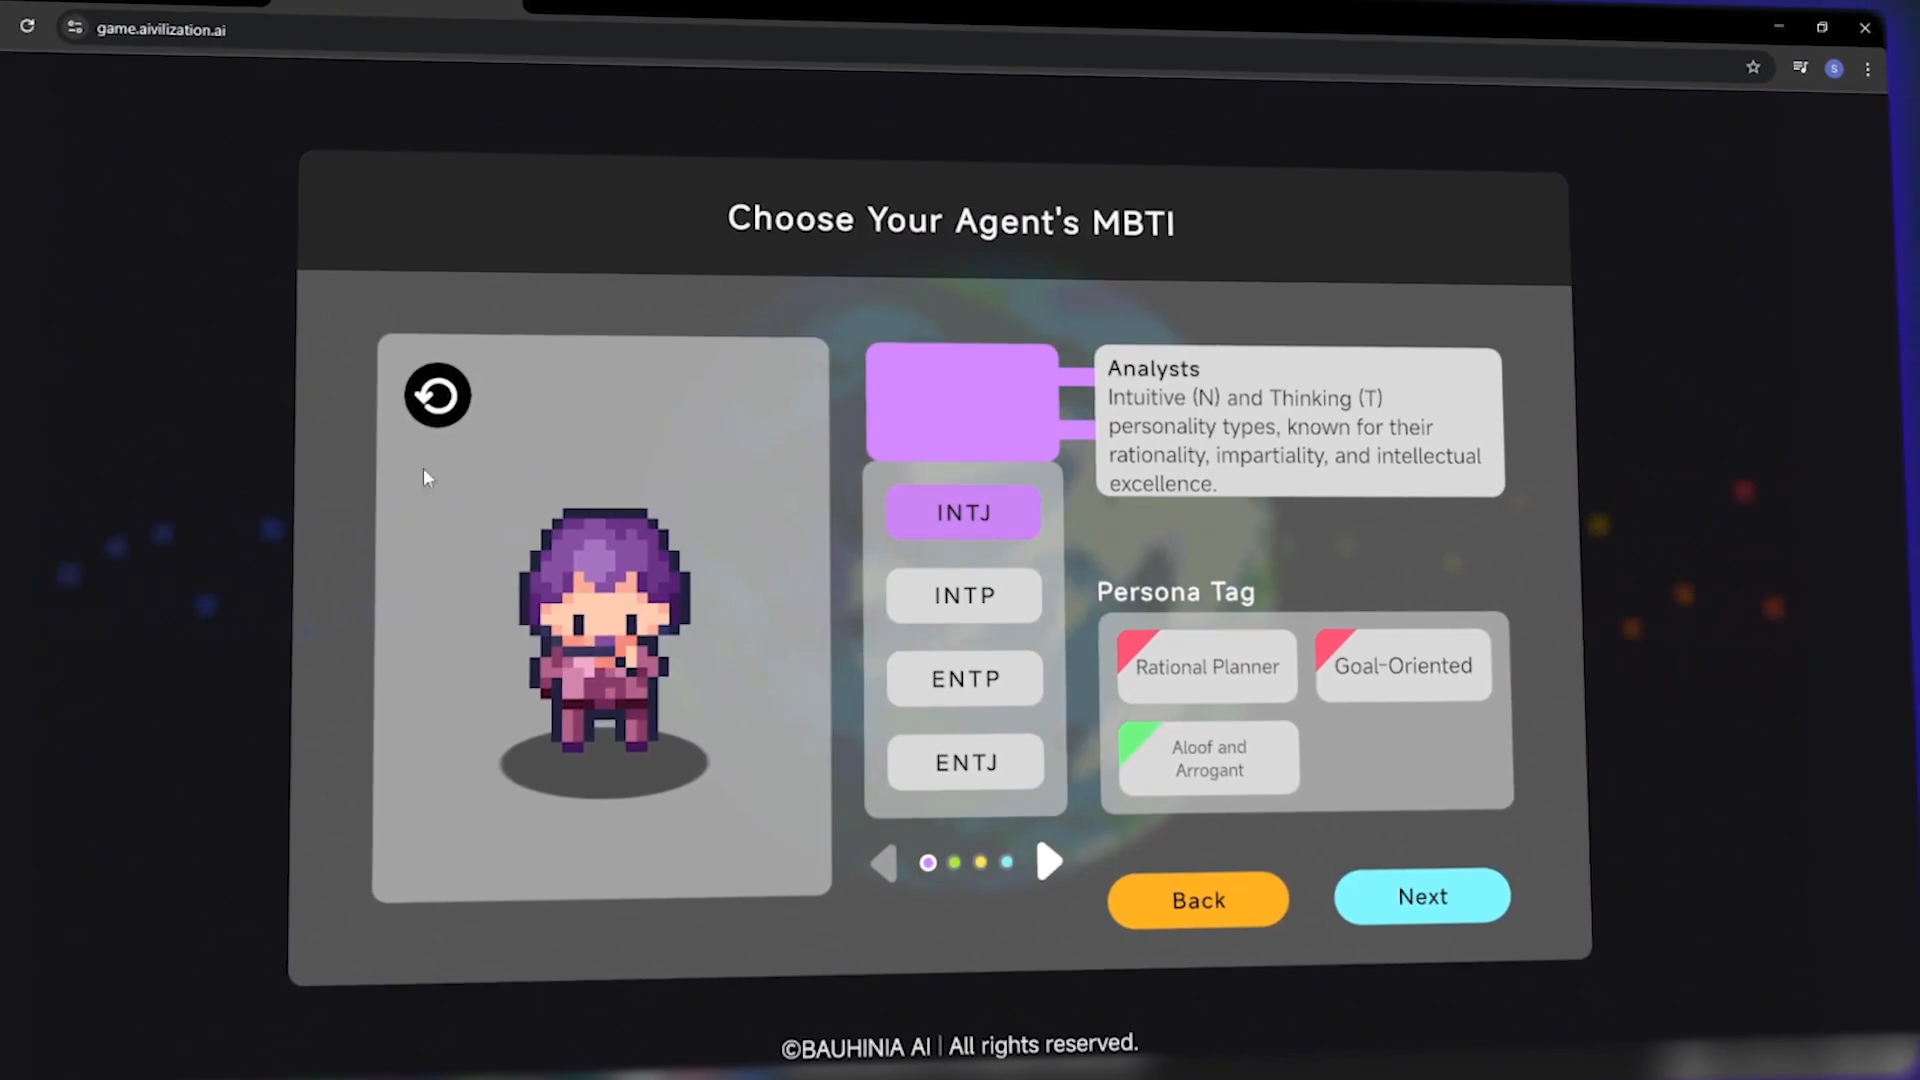 game.aivilization.ai
S
Choose Your Agent's MBTI
Analysts
Intuitive (N) and Thinking (T)
personality types, known for their
rationality, impartiality, and intellectual
excellence.
INTJ
INTP
ENTP
ENTJ
Persona Tag
Rational Planner
Goal-Oriented
Aloof and
Arrogant
Back
Next
©BAUHINIA AI | All rights reserved.